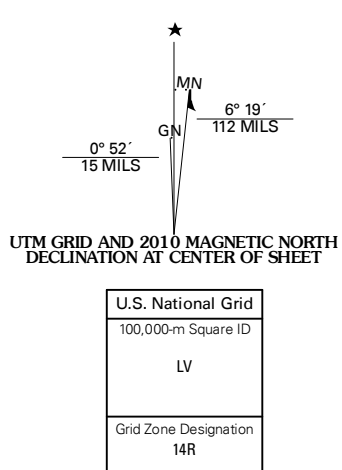 ★
MN
GN
6° 19´
112 MILS
0° 52´
15 MILS
UTM GRID AND 2010 MAGNETIC NORTH
DECLINATION AT CENTER OF SHEET
U.S. National Grid
100,000-m Square ID
LV
Grid Zone Designation
14R